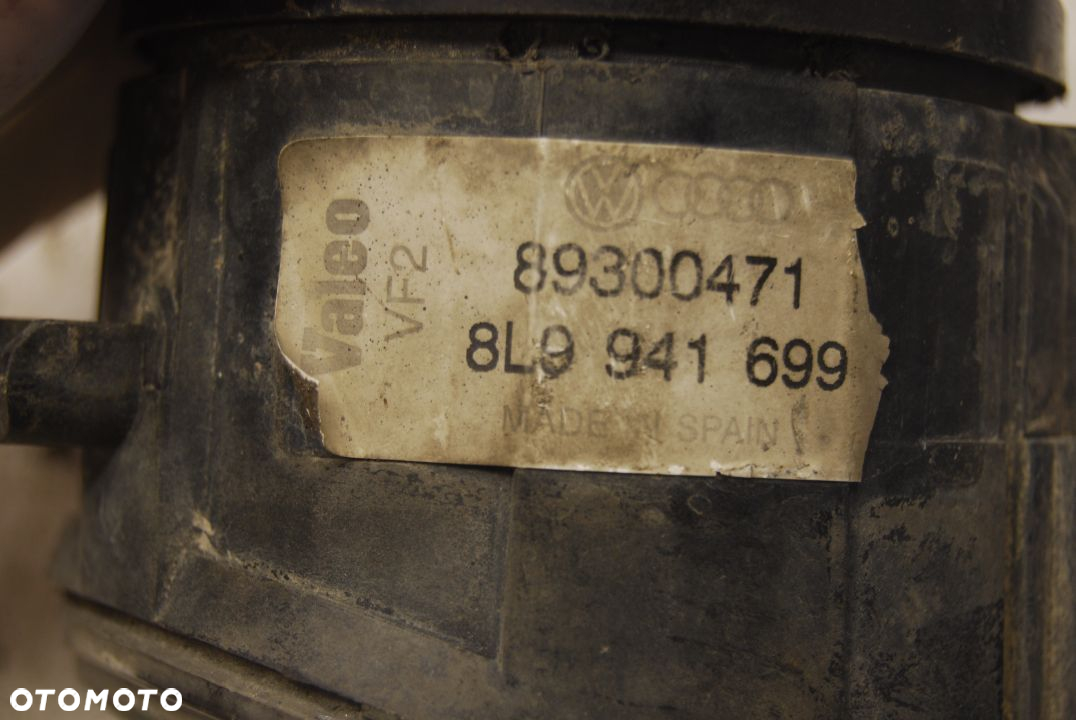 Valeo
VF2
89300471
8L9 941 699
MADE IN SPAIN
OTOMOTO